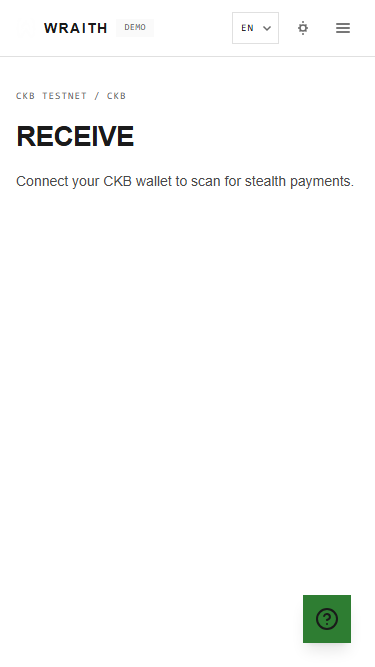 WRAITH DEMO EN
CKB TESTNET / CKB
RECEIVE
Connect your CKB wallet to scan for stealth payments.